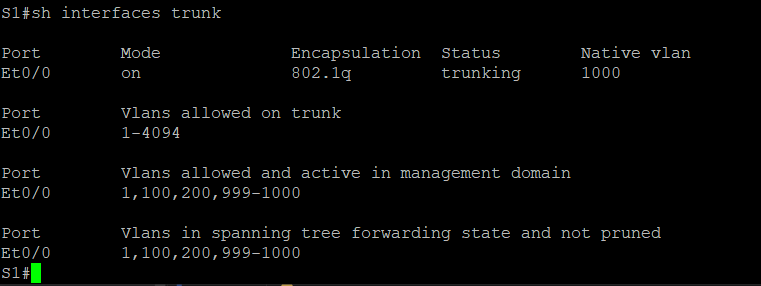 S1#sh interfaces trunk
Port Mode Encapsulation Status Native vlan
Et0/0 on 802.1q trunking 1000
Port Vlans allowed on trunk
Et0/0 1-4094
Port Vlans allowed and active in management domain
Et0/0 1,100,200,999-1000
Port Vlans in spanning tree forwarding state and not pruned
Et0/0 1,100,200,999-1000
S1#